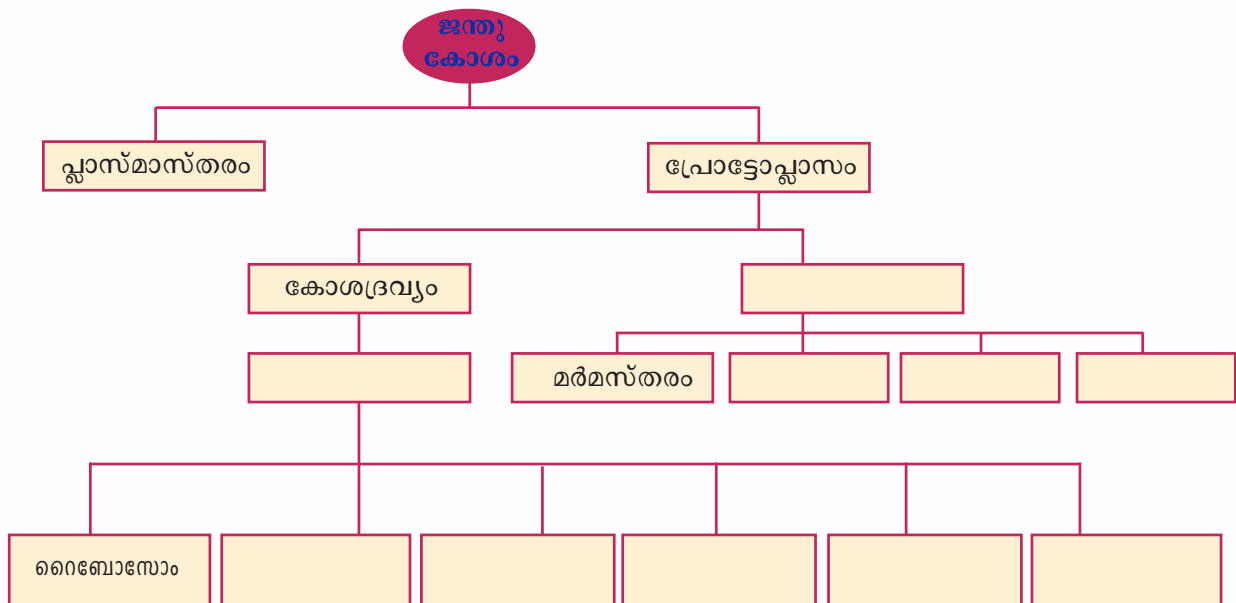 ജന്തു
കോശം
പ്ലാസ്മാസ്തരം
പ്രോട്ടോപ്ലാസം
കോശദ്രവ്യം
മർമസ്തരം
റൈബോസോം